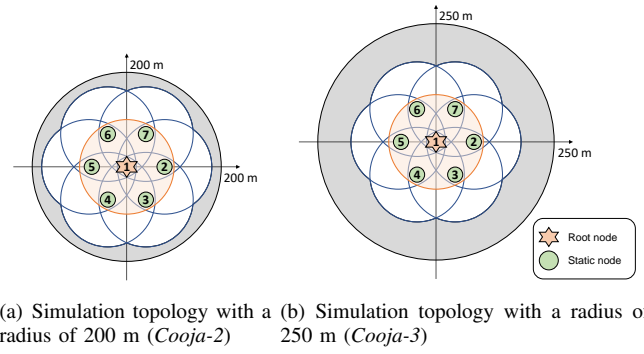 200 m
250 m
6 7
5 1 2
4 3
200 m
6 7
5 1 2
4 3
250 m
Root node
Static node
(a) Simulation topology with a
radius of 200 m (Cooja-2)
(b) Simulation topology with a radius of
250 m (Cooja-3)